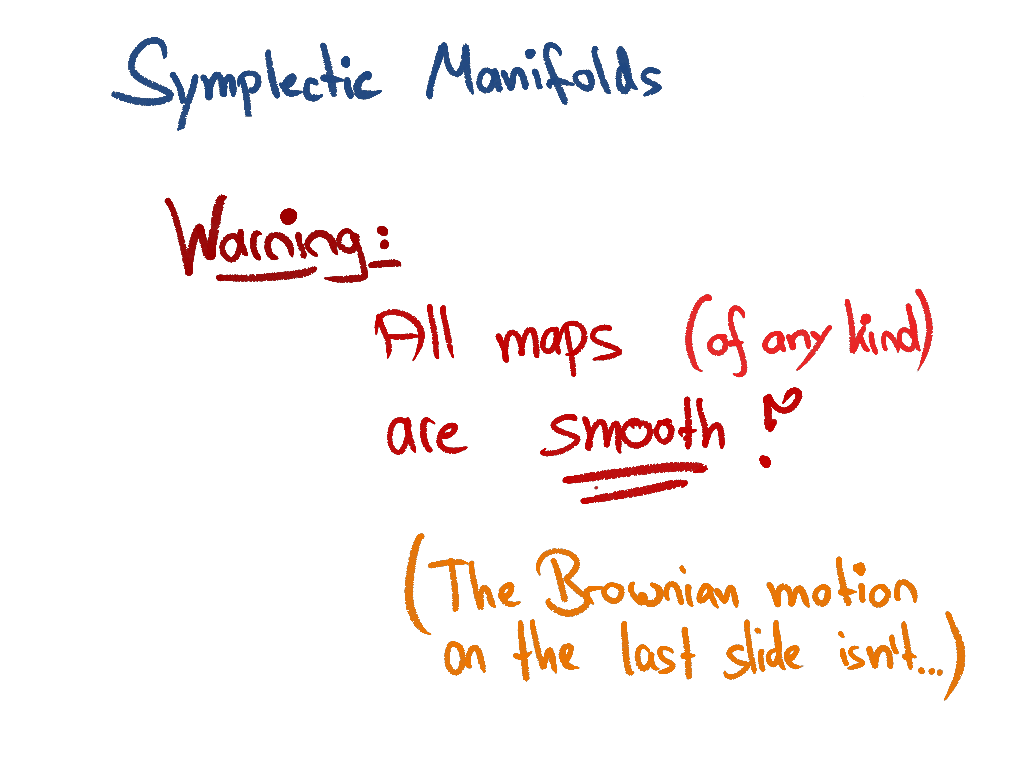 Symplectic Manifolds
Warning:
All maps (of any kind)
are smooth!
(The Brownian motion
on the last slide isn't...)